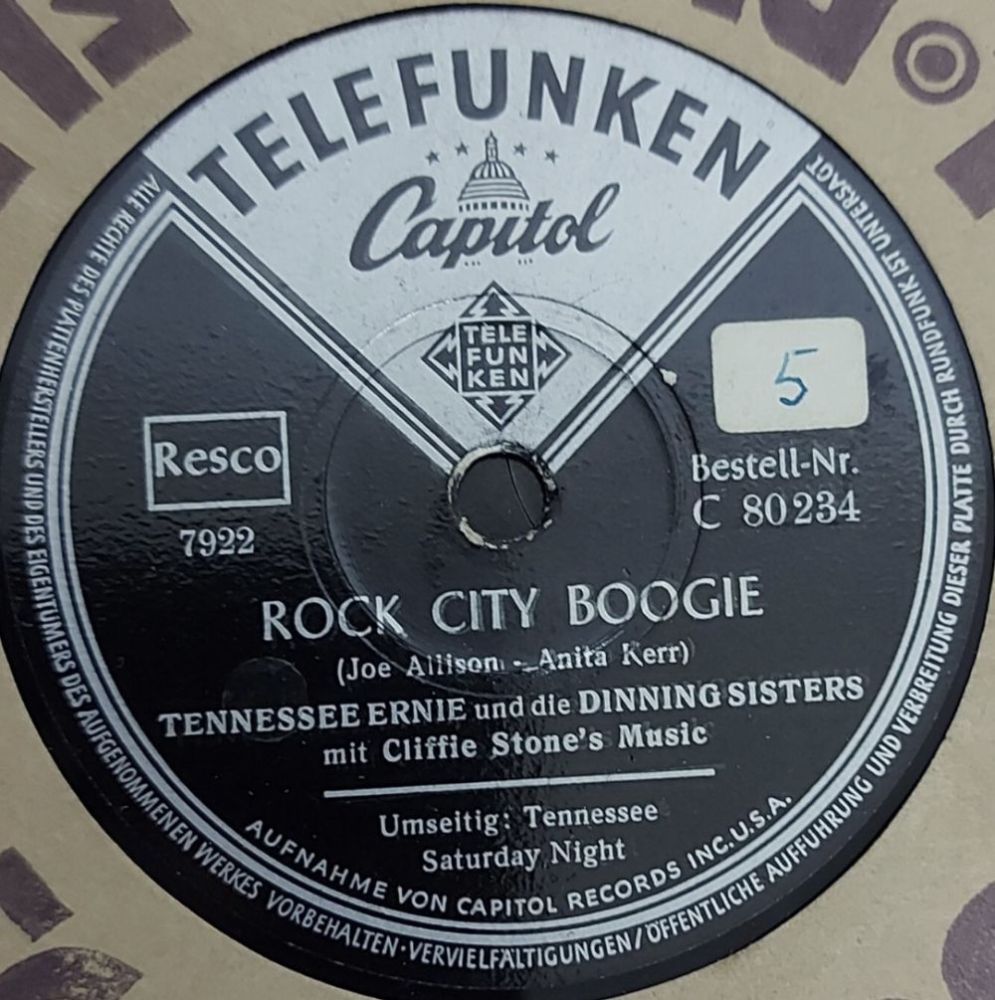 TELEFUNKEN
Capitol
TELE
FUN
KEN
5
Resco
7922
Bestell-Nr.
C 80234
ROCK CITY BOOGIE
(Joe Allison - Anita Kerr)
TENNESSEE ERNIE und die DINNING SISTERS
mit Cliffie Stone's Music
Umseitig: Tennessee
Saturday Night
AUFNAHME VON CAPITOL RECORDS INC. U.S.A.
ALLE RECHTE DES PLATTENHERSTELLERS UND DES EIGENTÜMERS DES AUFGENOMMENEN WERKES VORBEHALTEN·VERVIELFÄLTIGUNGEN/ÖFFENTLICHE AUFFÜHRUNG UND VERBREITUNG DIESER PLATTE DURCH RUNDFUNK IST UNTERSAGT